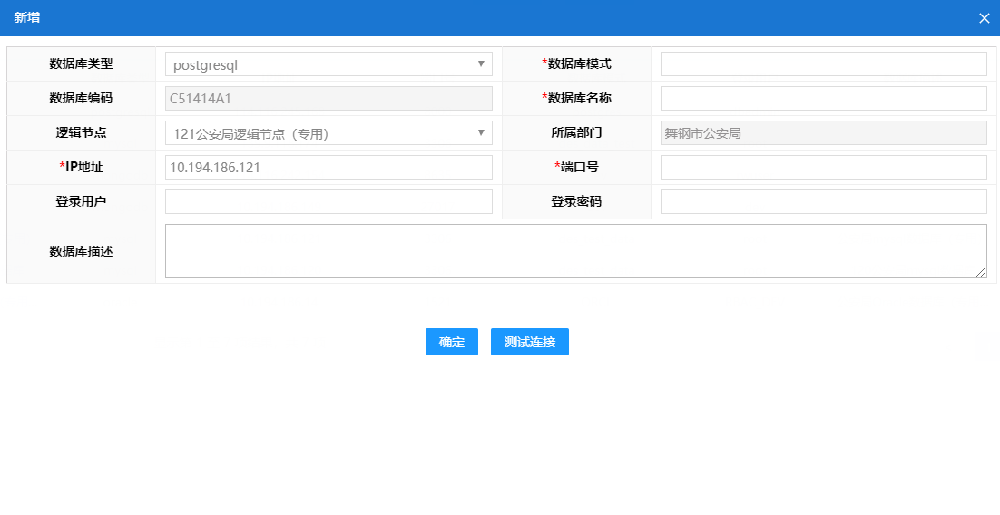 新增
数据库类型 postgresql *数据库模式
数据库编码 C51414A1 *数据库名称
逻辑节点 121公安局逻辑节点（专用） 所属部门 舞钢市公安局
*IP地址 10.194.186.121 *端口号
登录用户 登录密码
数据库描述
确定 测试连接